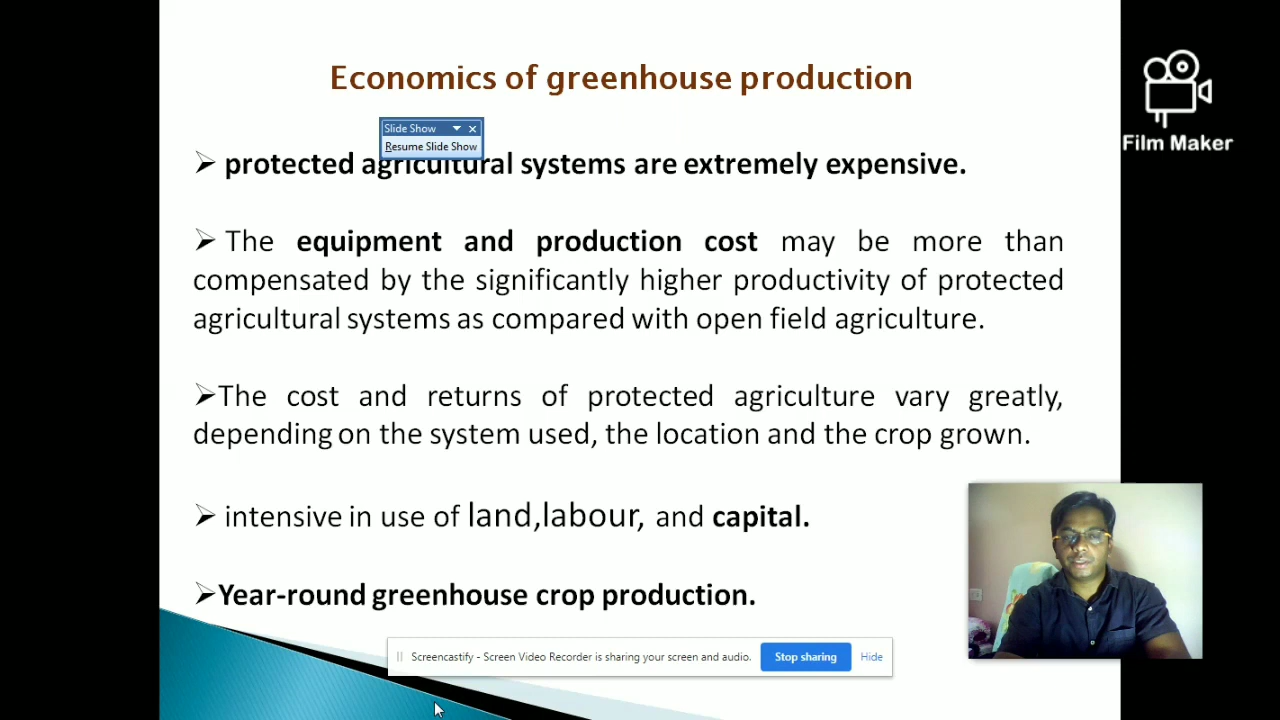 Economics of greenhouse production
Film Maker
Slide Show
Resume Slide Show
➢ protected agricultural systems are extremely expensive.
➢ The equipment and production cost may be more than
compensated by the significantly higher productivity of protected
agricultural systems as compared with open field agriculture.
➢The cost and returns of protected agriculture vary greatly,
depending on the system used, the location and the crop grown.
➢ intensive in use of land,labour, and capital.
➢Year-round greenhouse crop production.
Screencastify - Screen Video Recorder is sharing your screen and audio. Stop sharing Hide